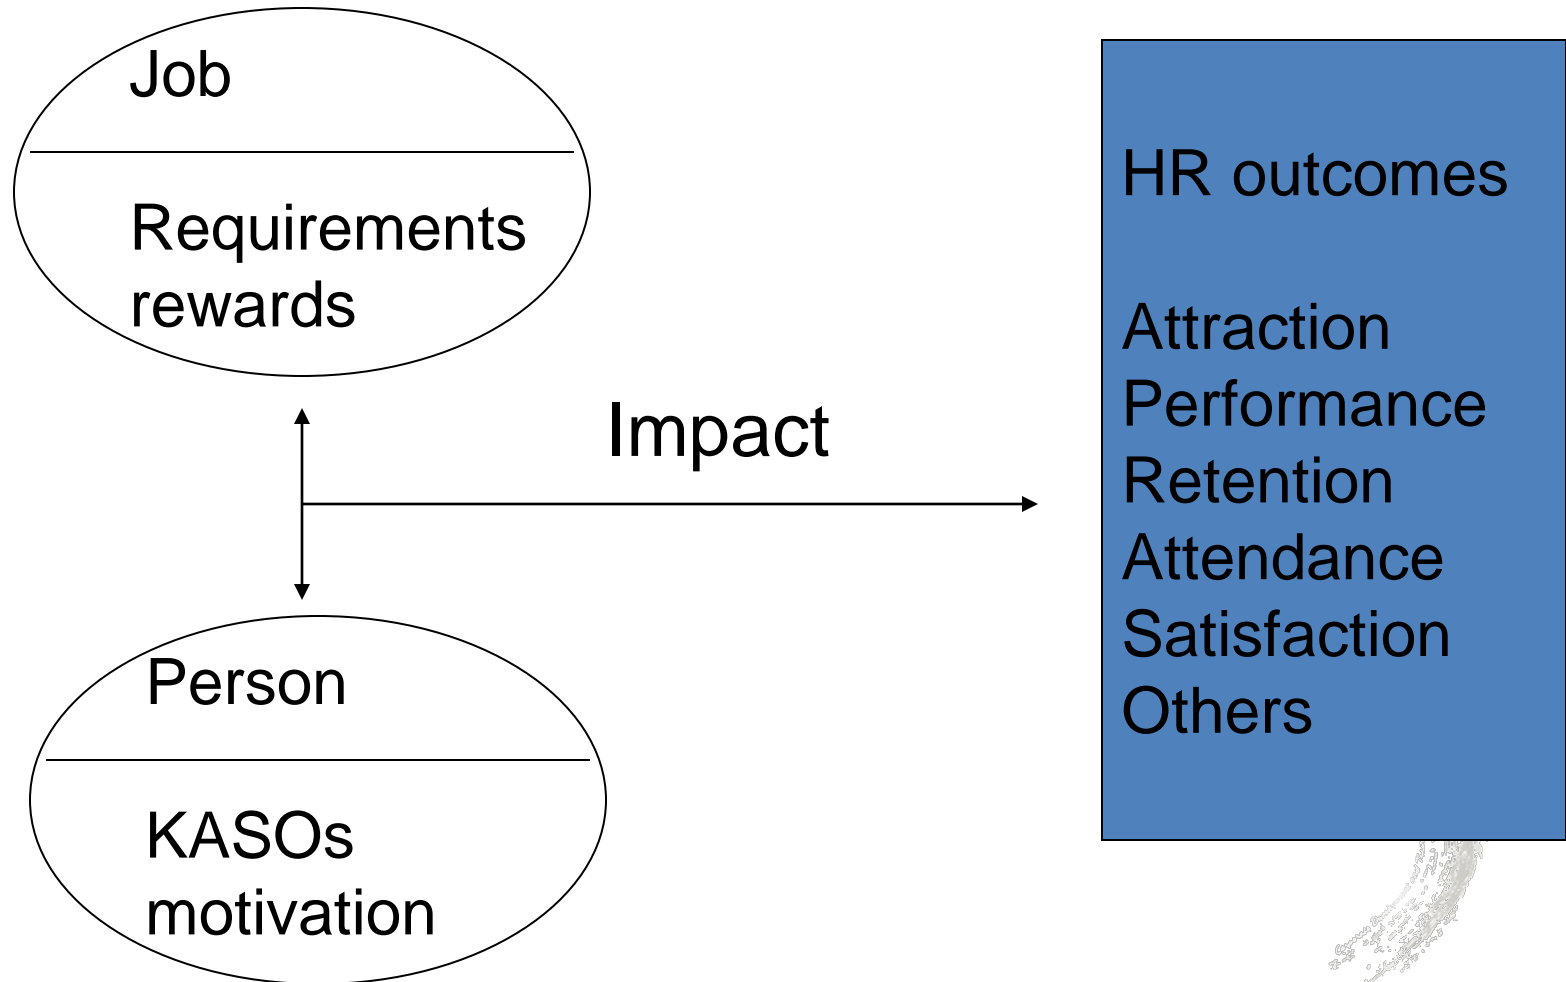 Job
Requirements
rewards
Impact
Person
KASOs
motivation
HR outcomes
Attraction
Performance
Retention
Attendance
Satisfaction
Others